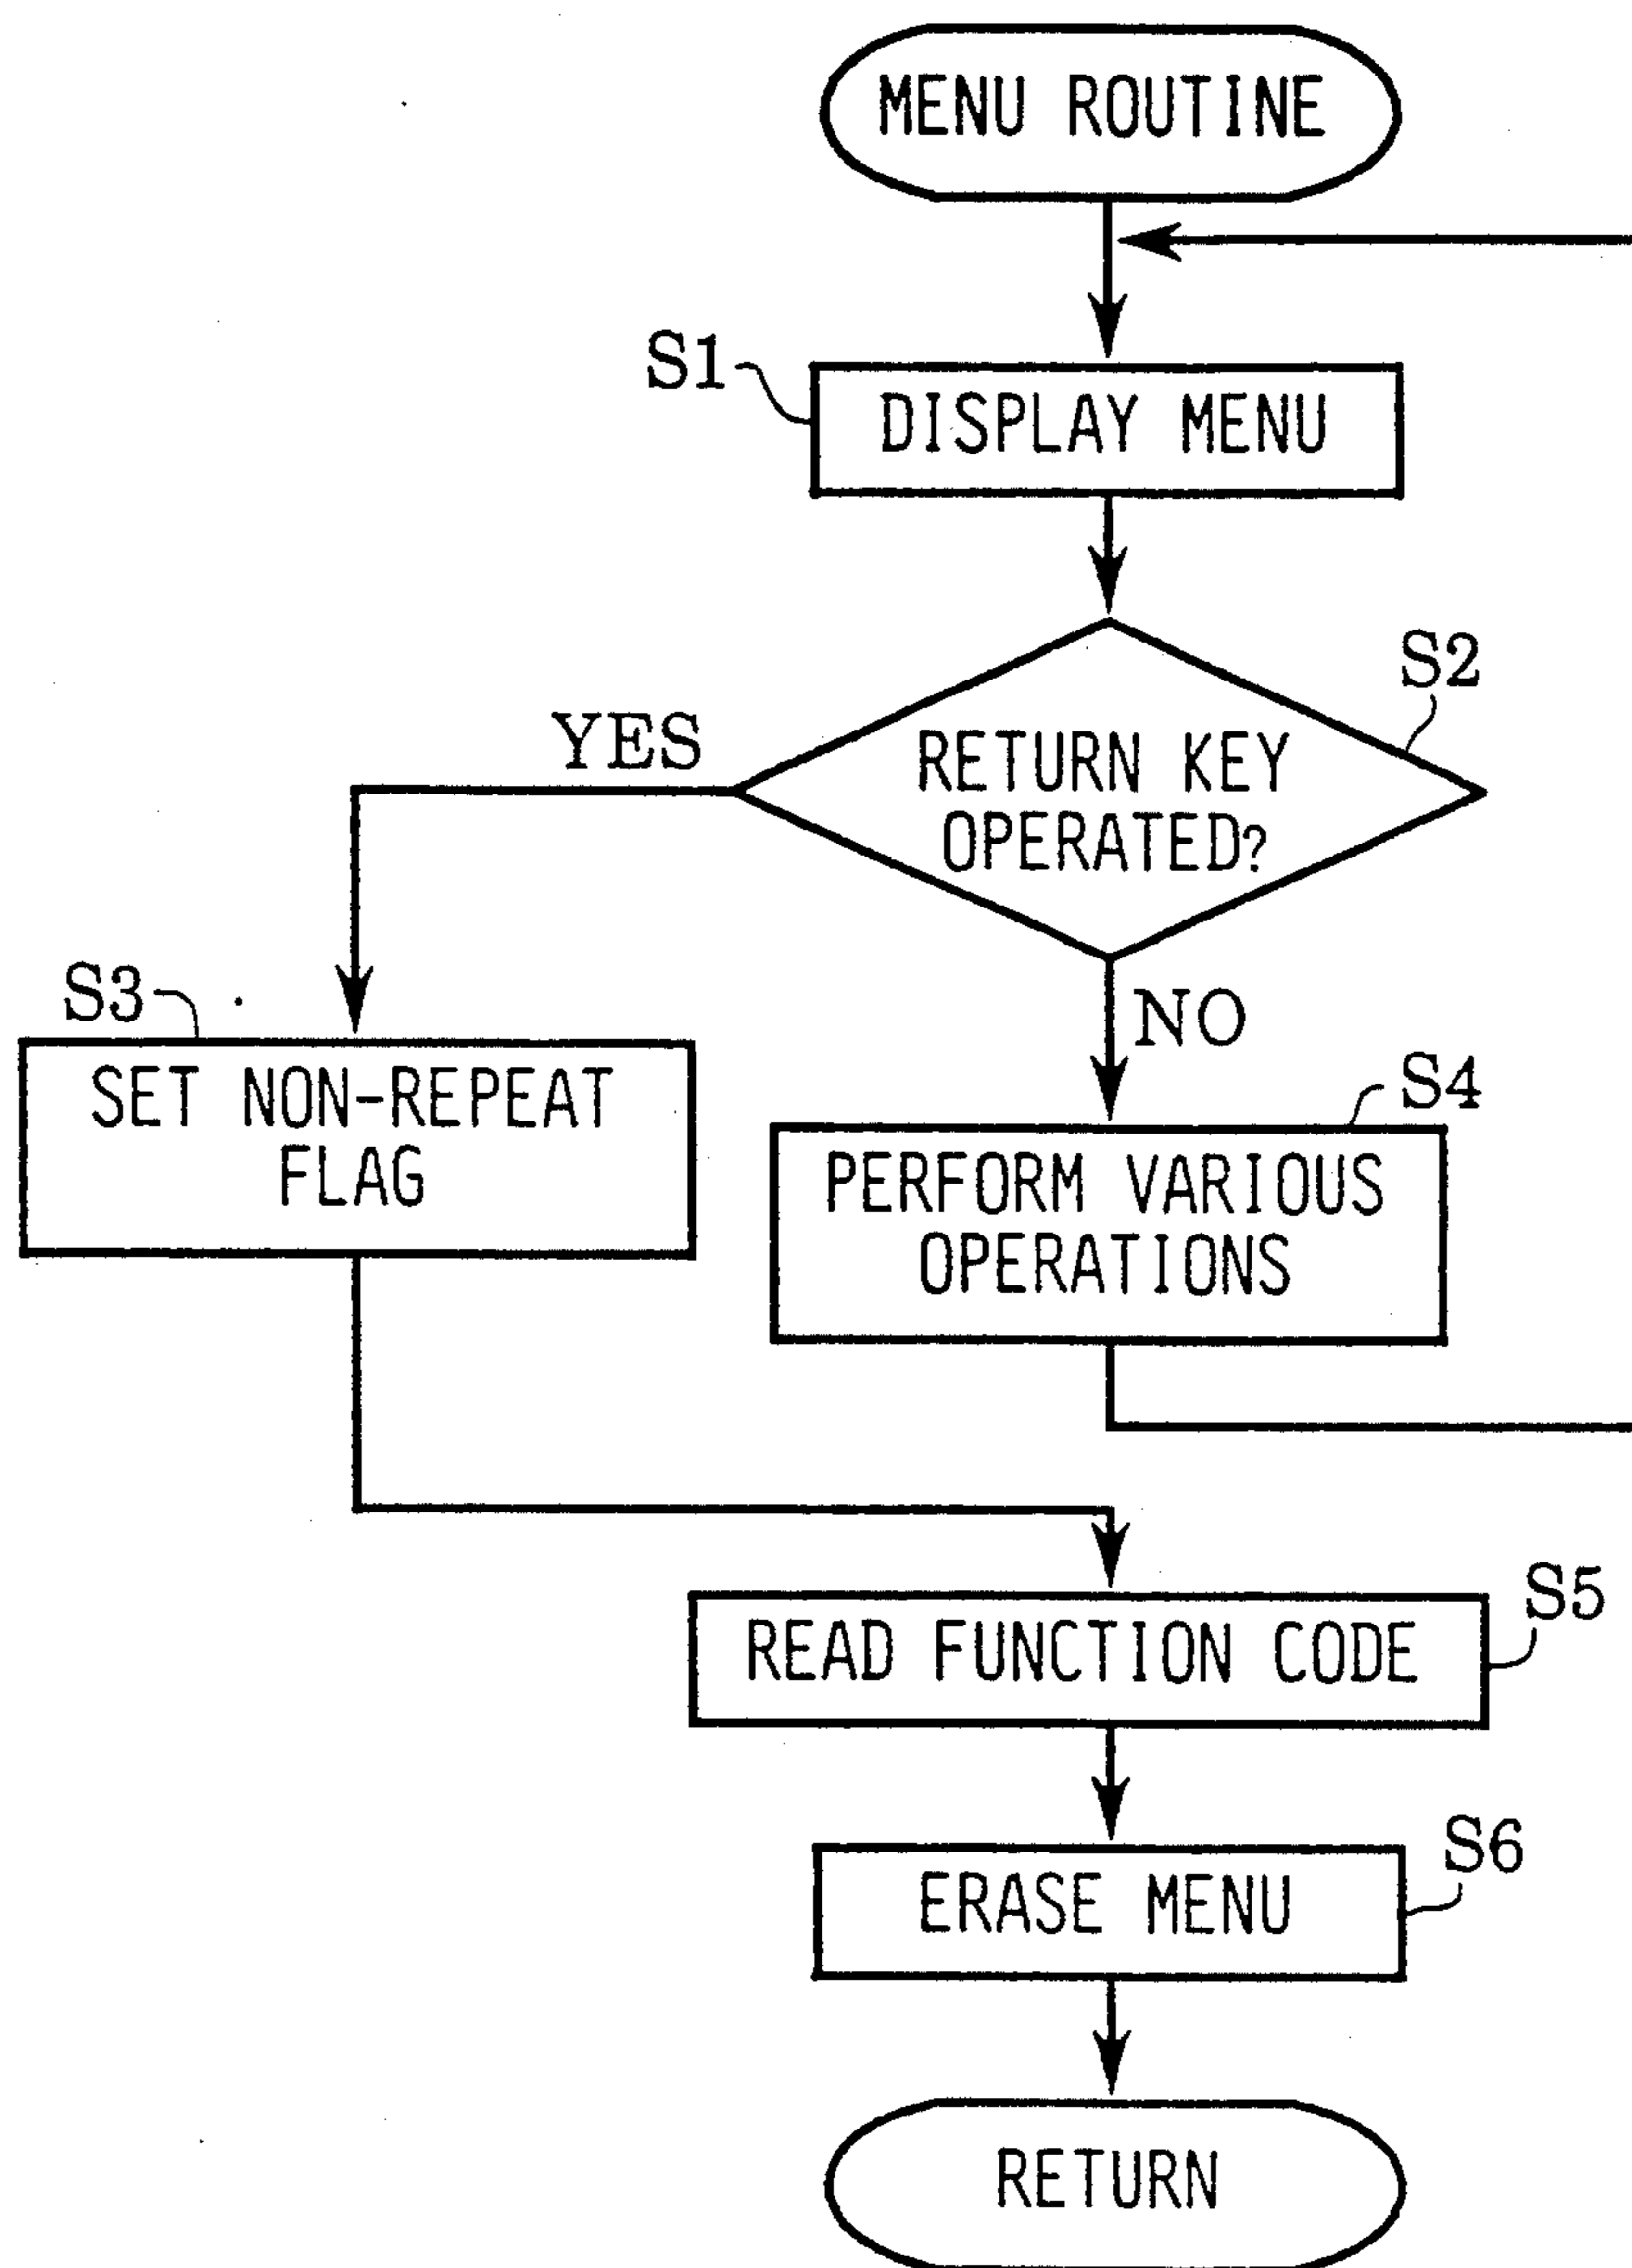 MENU ROUTINE
S1
DISPLAY MENU
S2
YES
RETURN KEY
OPERATED?
NO
S3
SET NON-REPEAT
FLAG
S4
PERFORM VARIOUS
OPERATIONS
S5
READ FUNCTION CODE
S6
ERASE MENU
RETURN